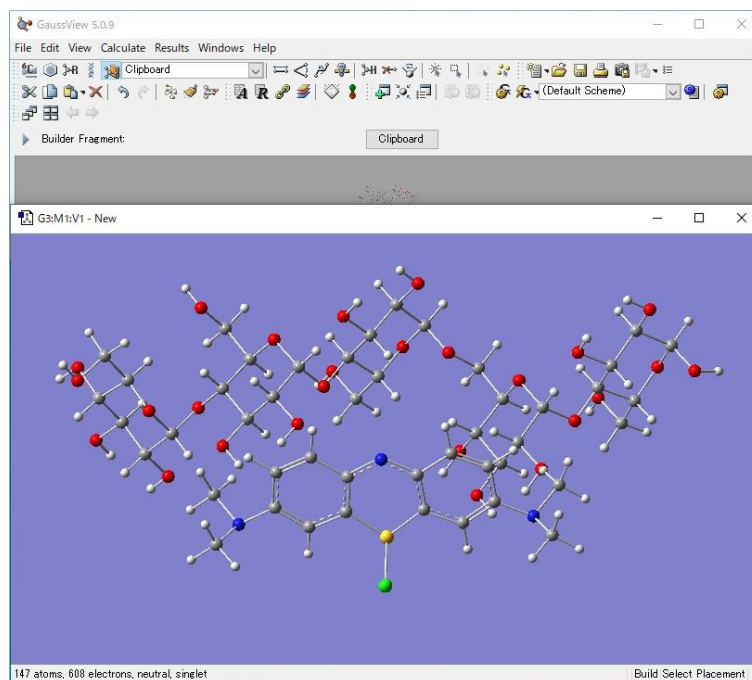 GaussView 5.0.9
File Edit View Calculate Results Windows Help
Clipboard
(Default Scheme)
Builder Fragment: Clipboard
G3:M1:V1 - New
147 atoms, 608 electrons, neutral, singlet Build Select Placement